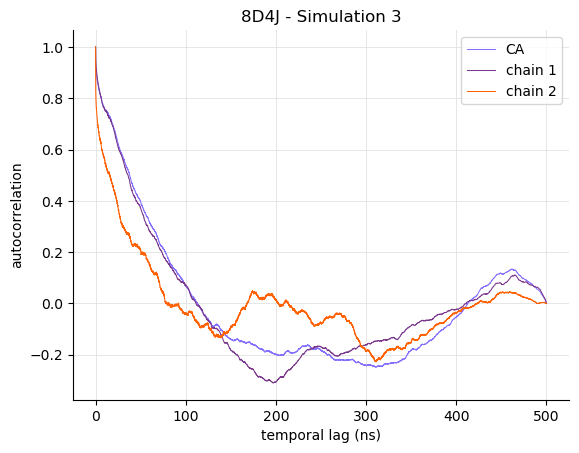 8D4J - Simulation 3
CA
chain 1
chain 2
autocorrelation
1.0
0.8
0.6
0.4
0.2
0.0
−0.2
0
100
200
300
400
500
temporal lag (ns)